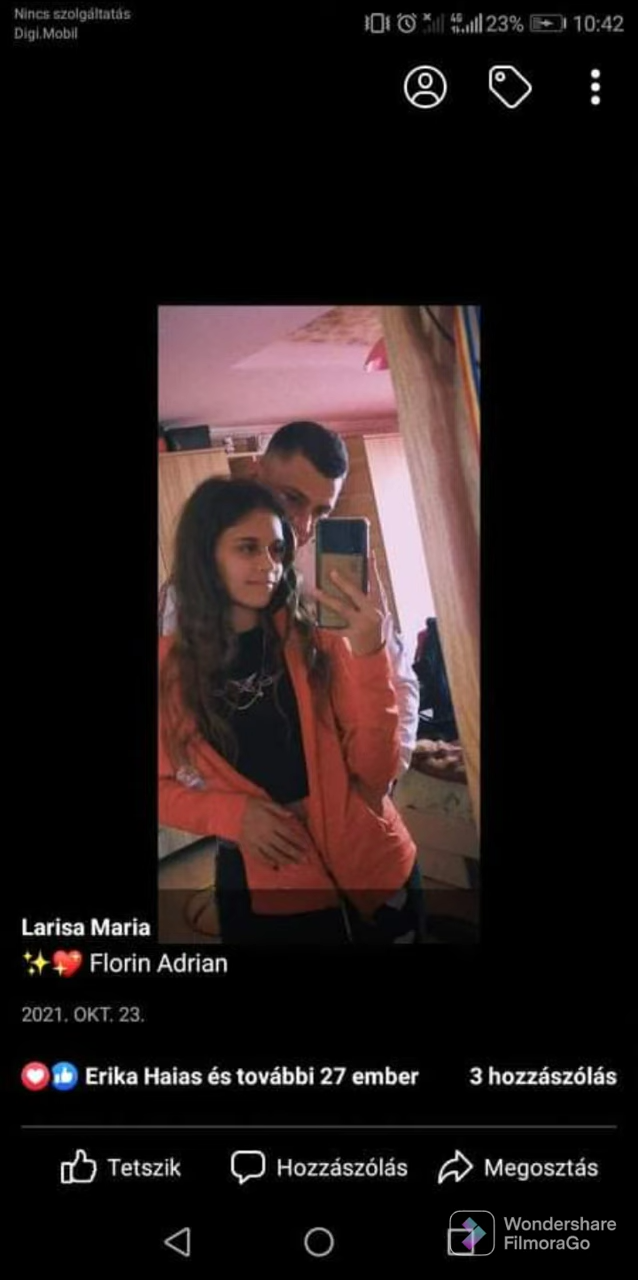 Nincs szolgáltatás
Digi.Mobil
4G 23% 10:42
Larisa Maria
✨💖 Florin Adrian
2021. OKT. 23.
Erika Haias és további 27 ember 3 hozzászólás
Tetszik Hozzászólás Megosztás
Wondershare
FilmoraGo